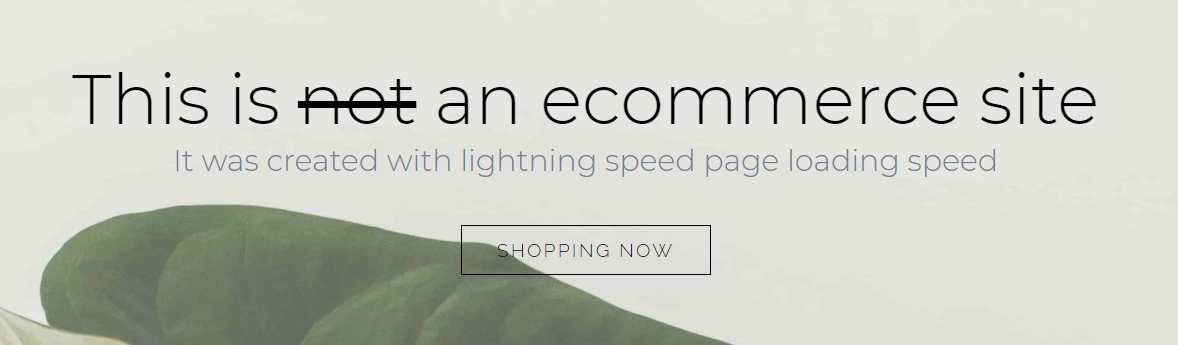 This is not an ecommerce site
It was created with lightning speed page loading speed
SHOPPING NOW